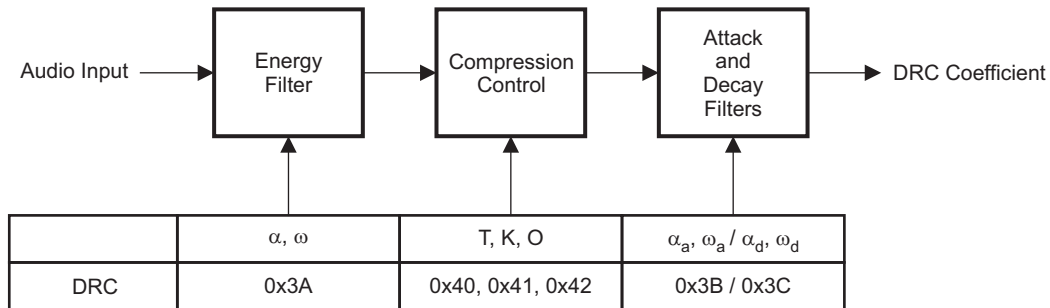 Audio Input
Energy
Filter
Compression
Control
Attack
and
Decay
Filters
DRC Coefficient
α, ω
T, K, O
αa, ωa / αd, ωd
DRC
0x3A
0x40, 0x41, 0x42
0x3B / 0x3C